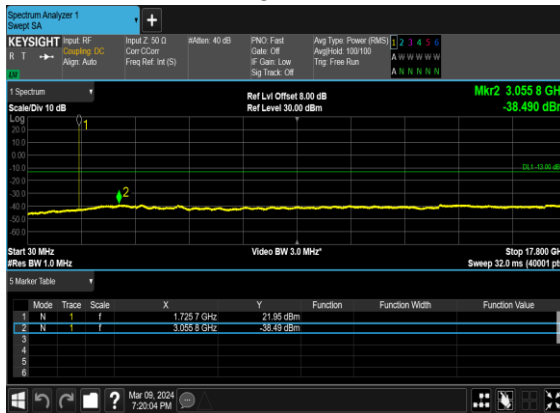 Spectrum Analyzer 1
Swept SA
+
KEYSIGHT Input: RF Input Z: 50 Ω #Atten: 40 dB PNO: Fast Avg Type: Power (RMS) 1 2 3 4 5 6
R T Coupling: DC Corr CCorr Gate: Off Avg|Hold: 100/100 A W W W W W
Align: Auto Freq Ref: Int (S) IF Gain: Low Trig: Free Run
Sig Track: Off A N N N N N
1 Spectrum Ref Lvl Offset 8.00 dB Mkr2 3.055 8 GH
Scale/Div 10 dB Ref Level 30.00 dBm -38.490 dBr
Log
20.0
1
10.0
0.00
-10.0 DL1 -13.00 dB
-20.0
-30.0 2
-40.0
-50.0
-60.0
Start 30 MHz Video BW 3.0 MHz* Stop 17.800 GH
#Res BW 1.0 MHz Sweep 32.0 ms (40001 pt
5 Marker Table
Mode Trace Scale X Y Function Function Width Function Value
1 N 1 f 1.725 7 GHz 21.95 dBm
2 N 1 f 3.055 8 GHz -38.49 dBm
3
4
5
6
? Mar 09, 2024
7:20:04 PM